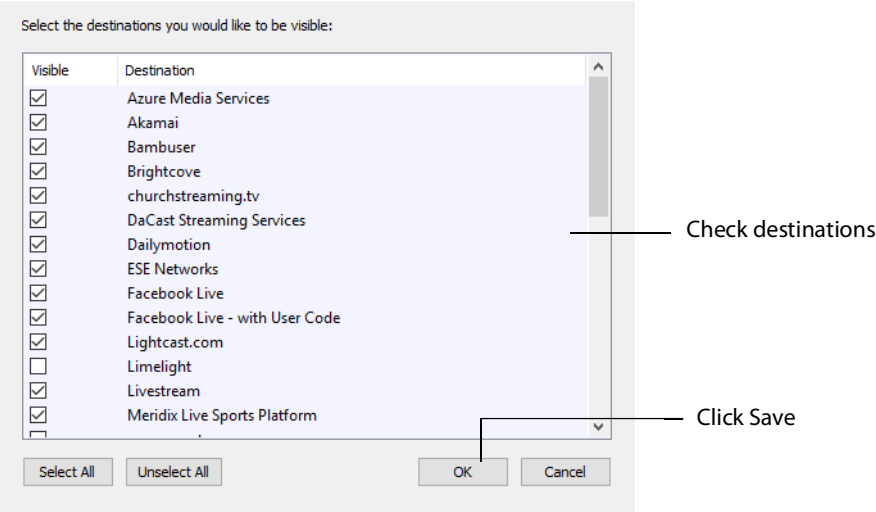 Select the destinations you would like to be visible:
Visible Destination
Azure Media Services
Akamai
Bambuser
Brightcove
churchstreaming.tv
DaCast Streaming Services
Check destinations
Dailymotion
ESE Networks
Facebook Live
Facebook Live - with User Code
Lightcast.com
Limelight
Livestream
Meridix Live Sports Platform
Click Save
Select All Unselect All OK Cancel